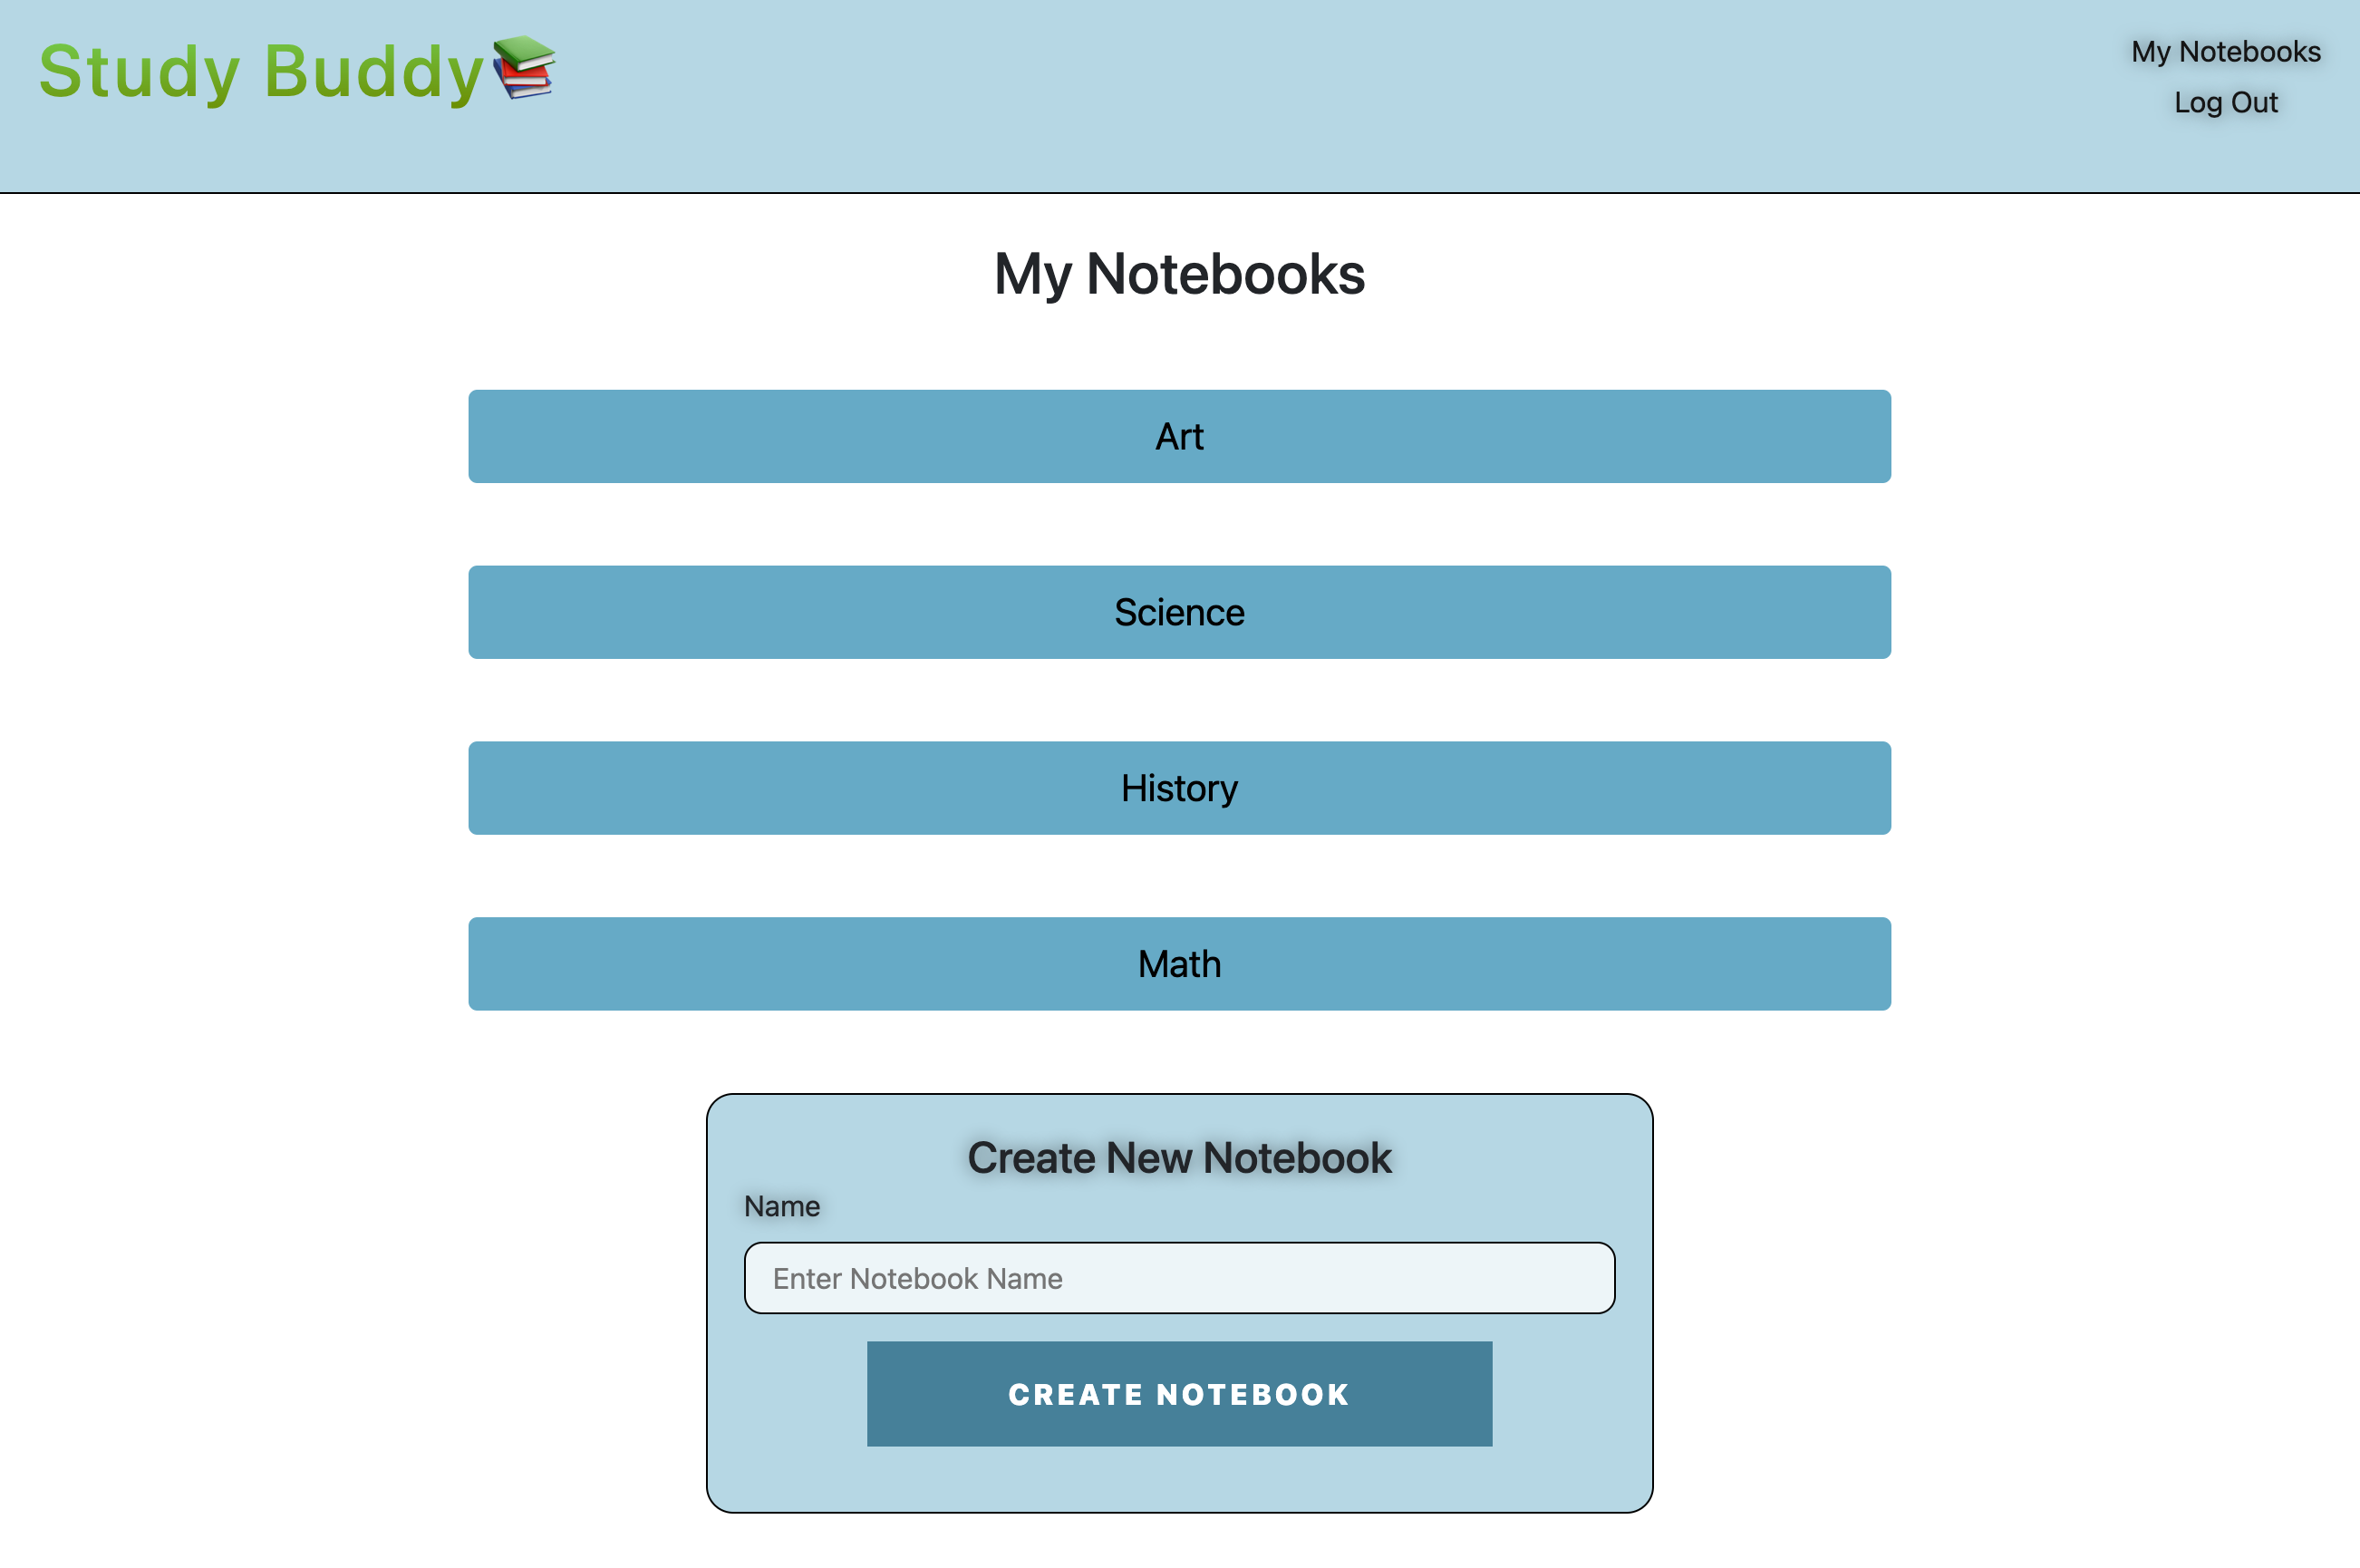 Study Buddy📚
My Notebooks
Log Out
My Notebooks
Art
Science
History
Math
Create New Notebook
Name
Enter Notebook Name
CREATE NOTEBOOK